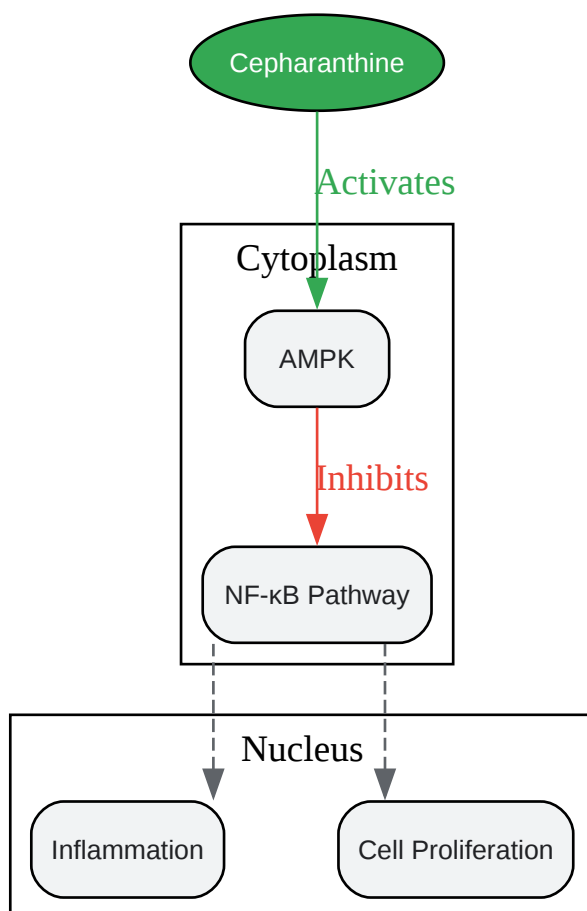 Cepharanthine
Activates
Cytoplasm
AMPK
Inhibits
NF-κB Pathway
Nucleus
Inflammation
Cell Proliferation